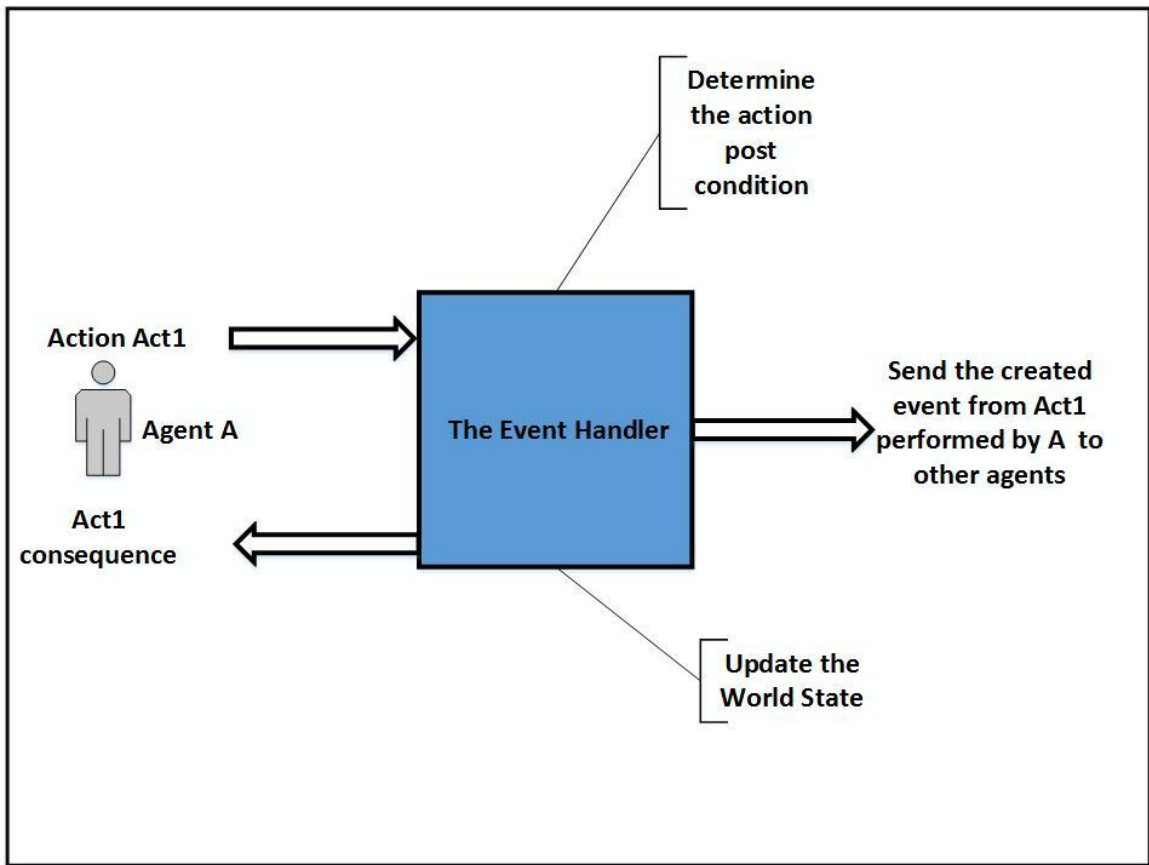 Determine
the action
post
condition
Action Act1
Agent A
The Event Handler
Send the created
event from Act1
performed by A to
other agents
Act1
consequence
Update the
World State